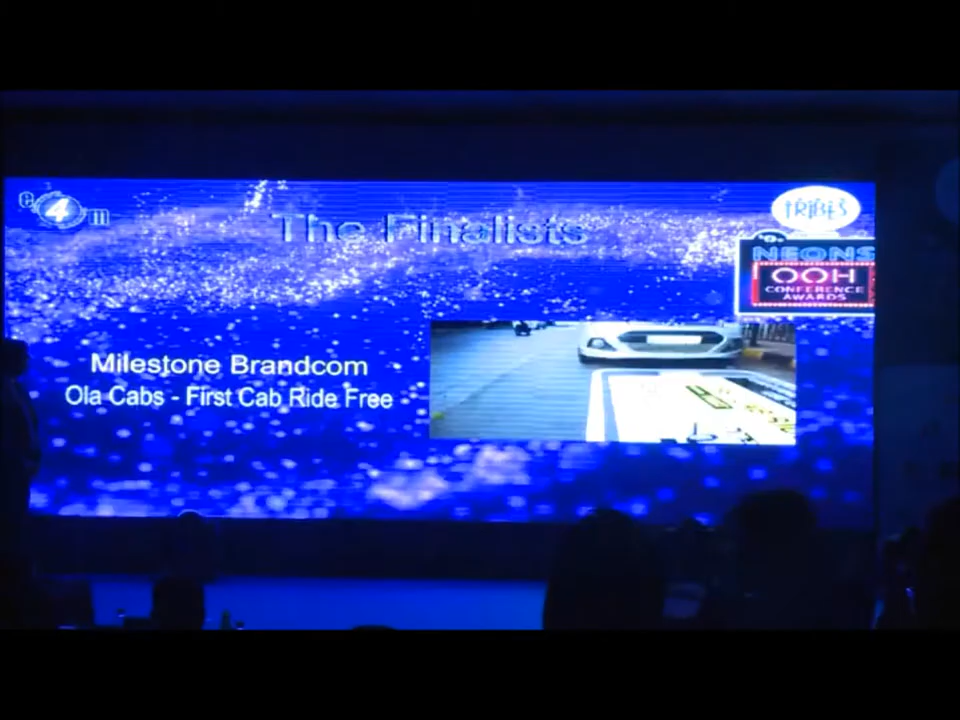 e4m
The Finalists
TRIBES
NEONS
OOH
CONFERENCE
AWARDS
Milestone Brandcom
Ola Cabs - First Cab Ride Free